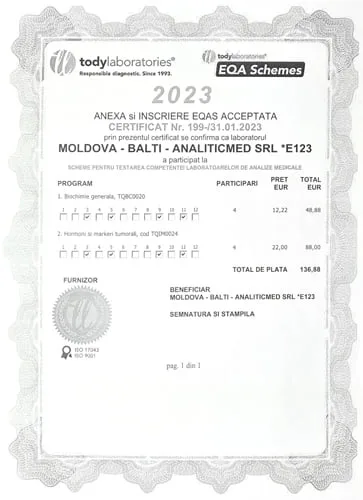 todylaboratories®
Responsible diagnostic. Since 1993.
todylaboratories®
EQA Schemes
2023
ANEXA si INSCRIERE EQAS ACCEPTATA
CERTIFICAT Nr. 199-/31.01.2023
prin prezentul certificat se confirma ca laboratorul
MOLDOVA - BALTI - ANALITICMED SRL *E123
a participat la
SCHEME PENTRU TESTAREA COMPETENTEI LABORATOARELOR DE ANALIZE MEDICALE
PROGRAM PARTICIPARI PRET EUR TOTAL EUR
1. Biochimie generala, TQBC0020
1 2 3 4 5 6 7 8 9 10 11 12 4 12,22 48,88
2. Hormoni si markeri tumorali, cod TQIM0024
1 2 3 4 5 6 7 8 9 10 11 12 4 22,00 88,00
TOTAL DE PLATA 136,88
FURNIZOR
BENEFICIAR
MOLDOVA - BALTI - ANALITICMED SRL *E123
SEMNATURA SI STAMPILA
ISO 17043
ISO 9001
pag. 1 din 1